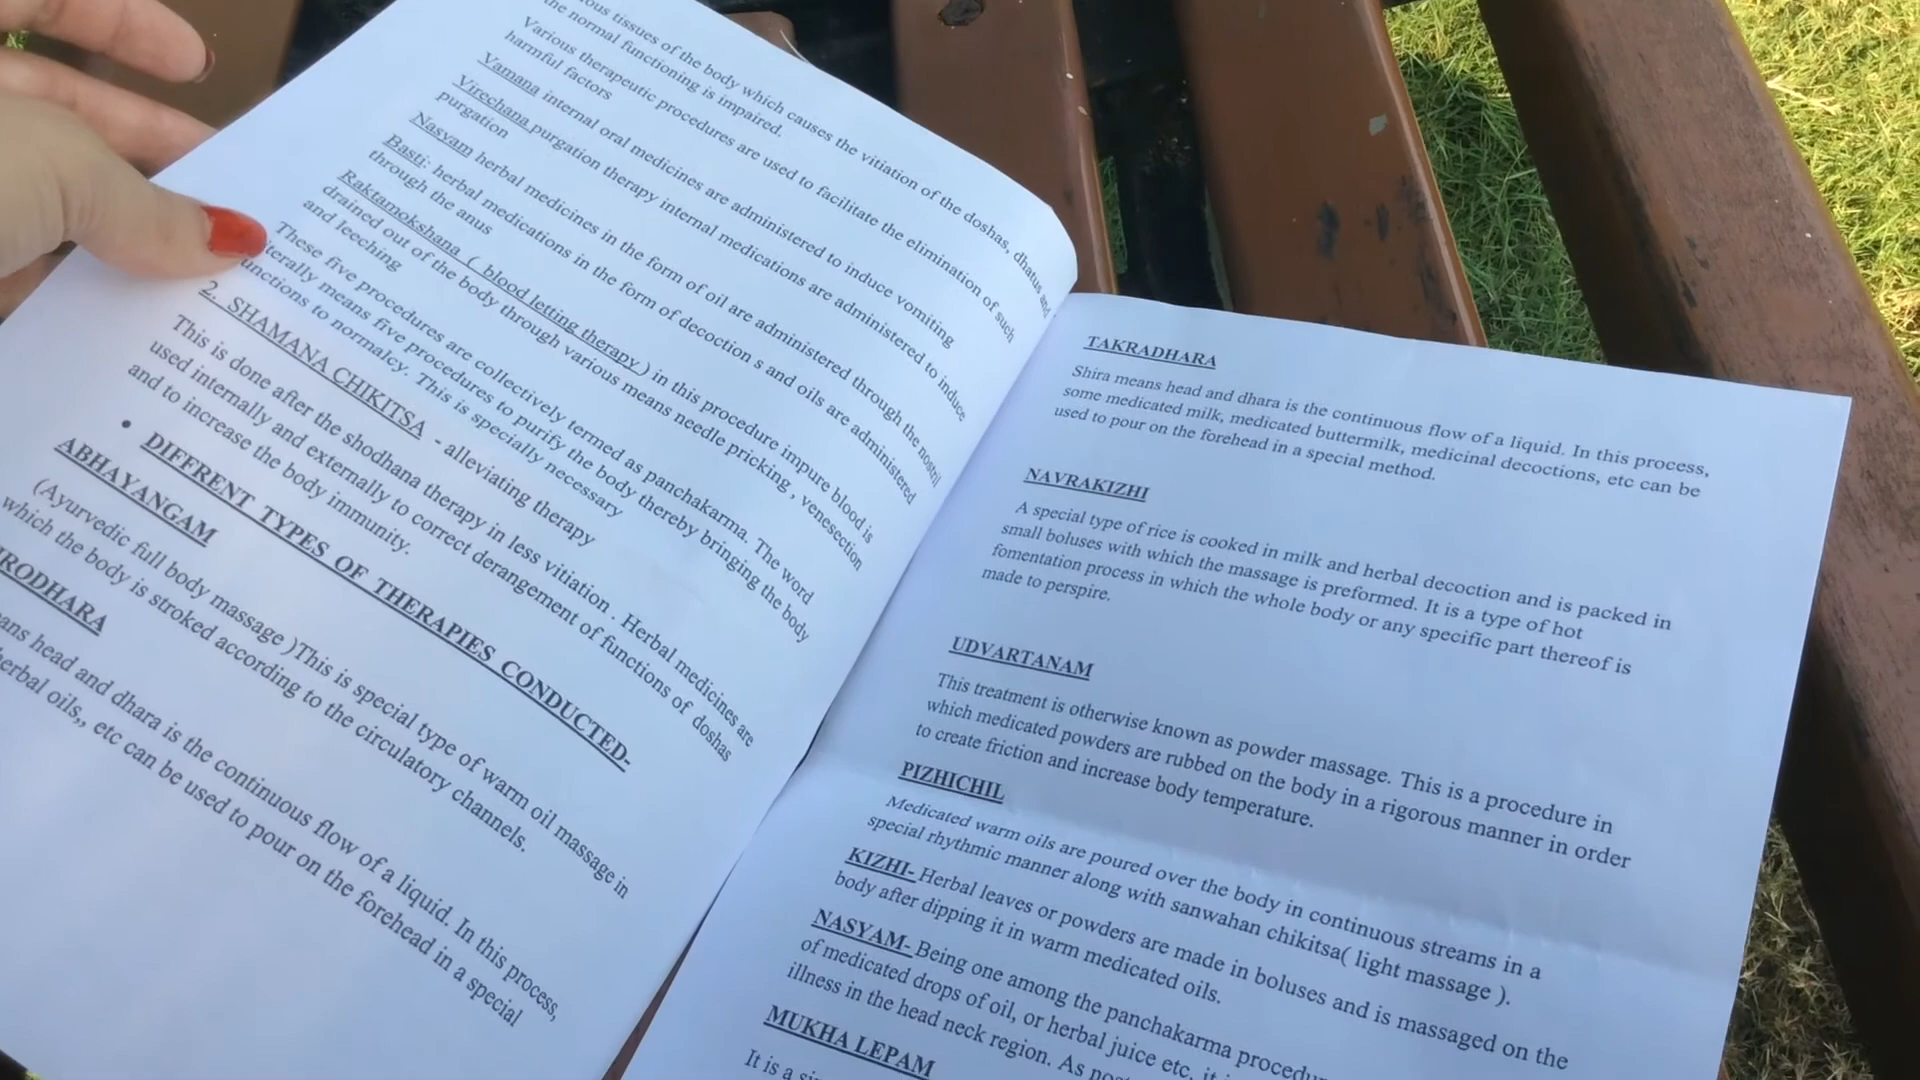 ous tissues of the body which causes the vitiation of the doshas, dhatus and
the normal functioning is impaired.
Various therapeutic procedures are used to facilitate the elimination of such
harmful factors
Vamana internal oral medicines are administered to induce vomiting
Virechana purgation therapy internal medications are administered to induce
purgation
Nasyam herbal medicines in the form of oil are administered through the nostril
Basti: herbal medications in the form of decoction s and oils are administered
through the anus
Raktamokshana ( blood letting therapy ) in this procedure impure blood is
drained out of the body through various means needle pricking , venesection
and leeching
These five procedures are collectively termed as panchakarma. The word
iterally means five procedures to purify the body thereby bringing the body
unctions to normalcy. This is specially necessary
2. SHAMANA CHIKITSA - alleviating therapy
This is done after the shodhana therapy in less vitiation . Herbal medicines are
used internally and externally to correct derangement of functions of doshas
and to increase the body immunity.
• DIFFRENT TYPES OF THERAPIES CONDUCTED-
ABHAYANGAM
(Ayurvedic full body massage )This is special type of warm oil massage in
which the body is stroked according to the circulatory channels.
IRODHARA
ans head and dhara is the continuous flow of a liquid. In this process,
herbal oils,, etc can be used to pour on the forehead in a special
TAKRADHARA
Shira means head and dhara is the continuous flow of a liquid. In this process,
some medicated milk, medicated buttermilk, medicinal decoctions, etc can be
used to pour on the forehead in a special method.
NAVRAKIZHI
A special type of rice is cooked in milk and herbal decoction and is packed in
small boluses with which the massage is preformed. It is a type of hot
fomentation process in which the whole body or any specific part thereof is
made to perspire.
UDVARTANAM
This treatment is otherwise known as powder massage. This is a procedure in
which medicated powders are rubbed on the body in a rigorous manner in order
to create friction and increase body temperature.
PIZHICHIL
Medicated warm oils are poured over the body in continuous streams in a
special rhythmic manner along with sanwahan chikitsa( light massage ).
KIZHI- Herbal leaves or powders are made in boluses and is massaged on the
body after dipping it in warm medicated oils.
NASYAM- Being one among the panchakarma procedur
of medicated drops of oil, or herbal juice etc. it i
illness in the head neck region. As
MUKHA LEPAM
It is a